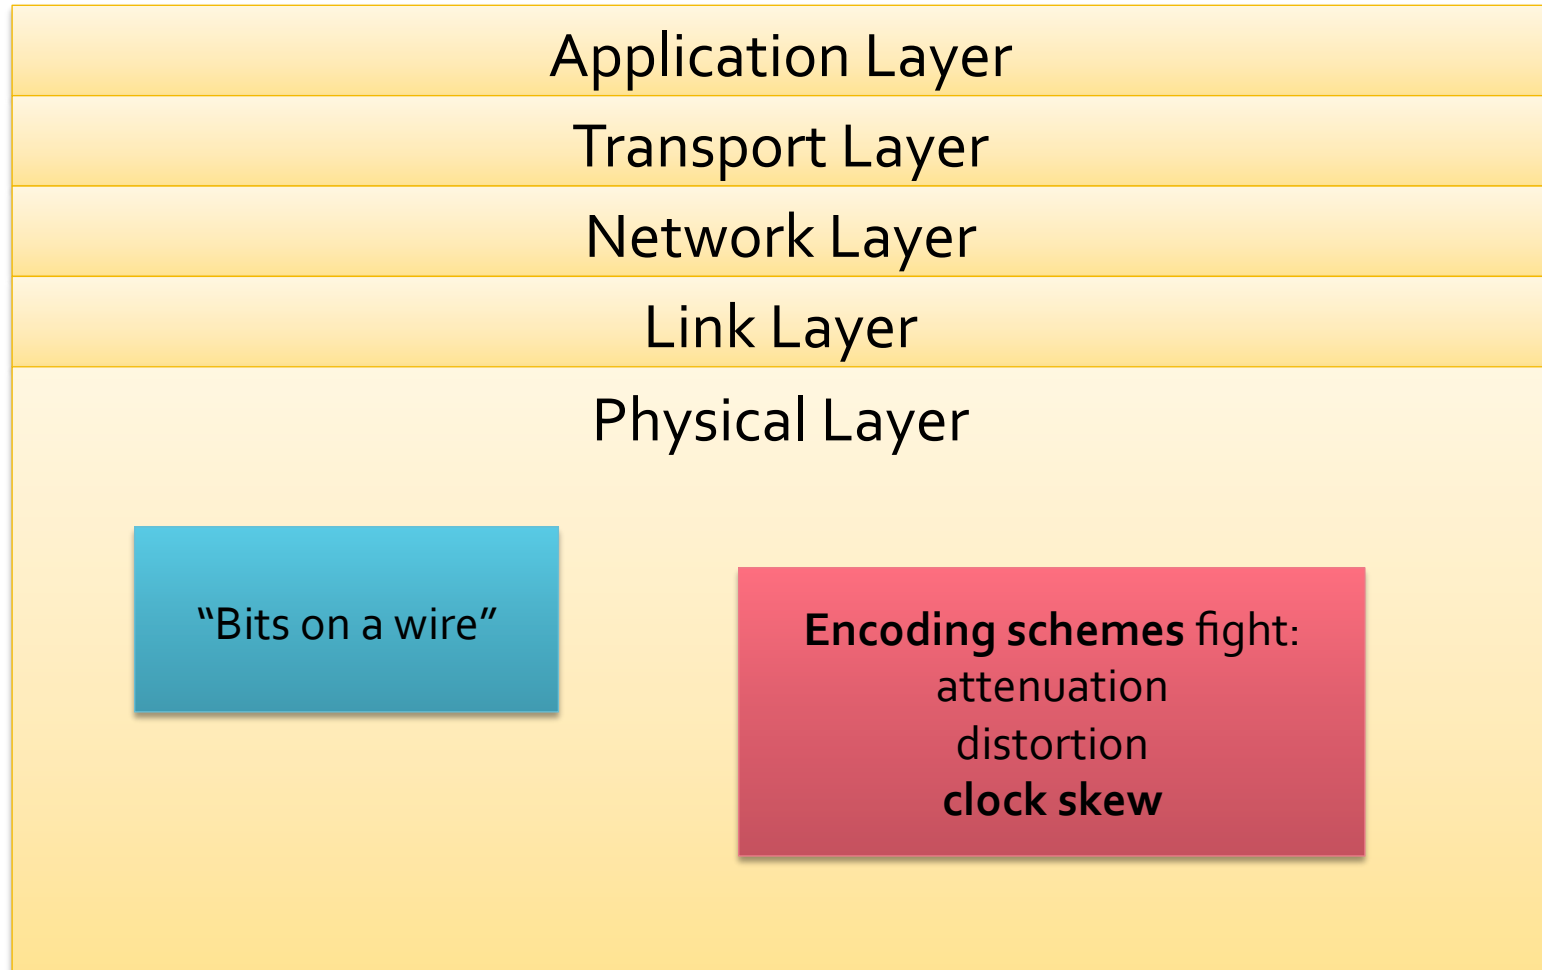 Application Layer
Transport Layer
Network Layer
Link Layer
Physical Layer
“Bits on a wire”
Encoding schemes fight:
attenuation
distortion
clock skew